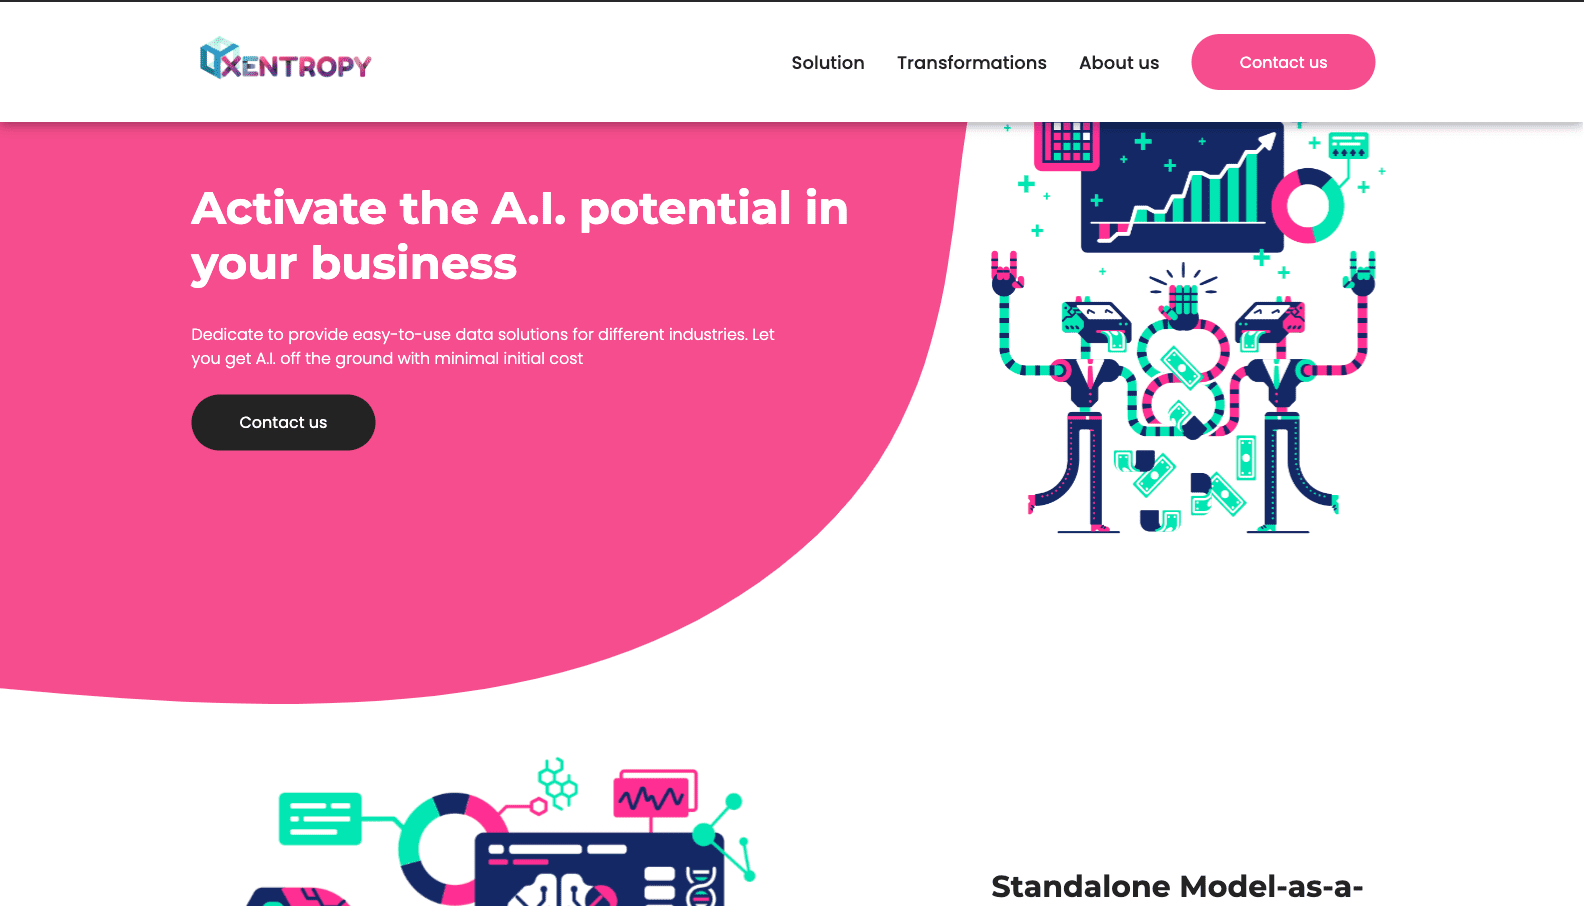 XENTROPY
Solution
Transformations
About us
Contact us
Activate the A.I. potential in
your business
Dedicate to provide easy-to-use data solutions for different industries. Let
you get A.I. off the ground with minimal initial cost
Contact us
Standalone Model-as-a-